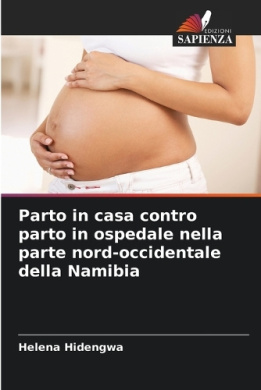 EDIZIONI
SAPIENZA
Parto in casa contro
parto in ospedale nella
parte nord-occidentale
della Namibia
Helena Hidengwa